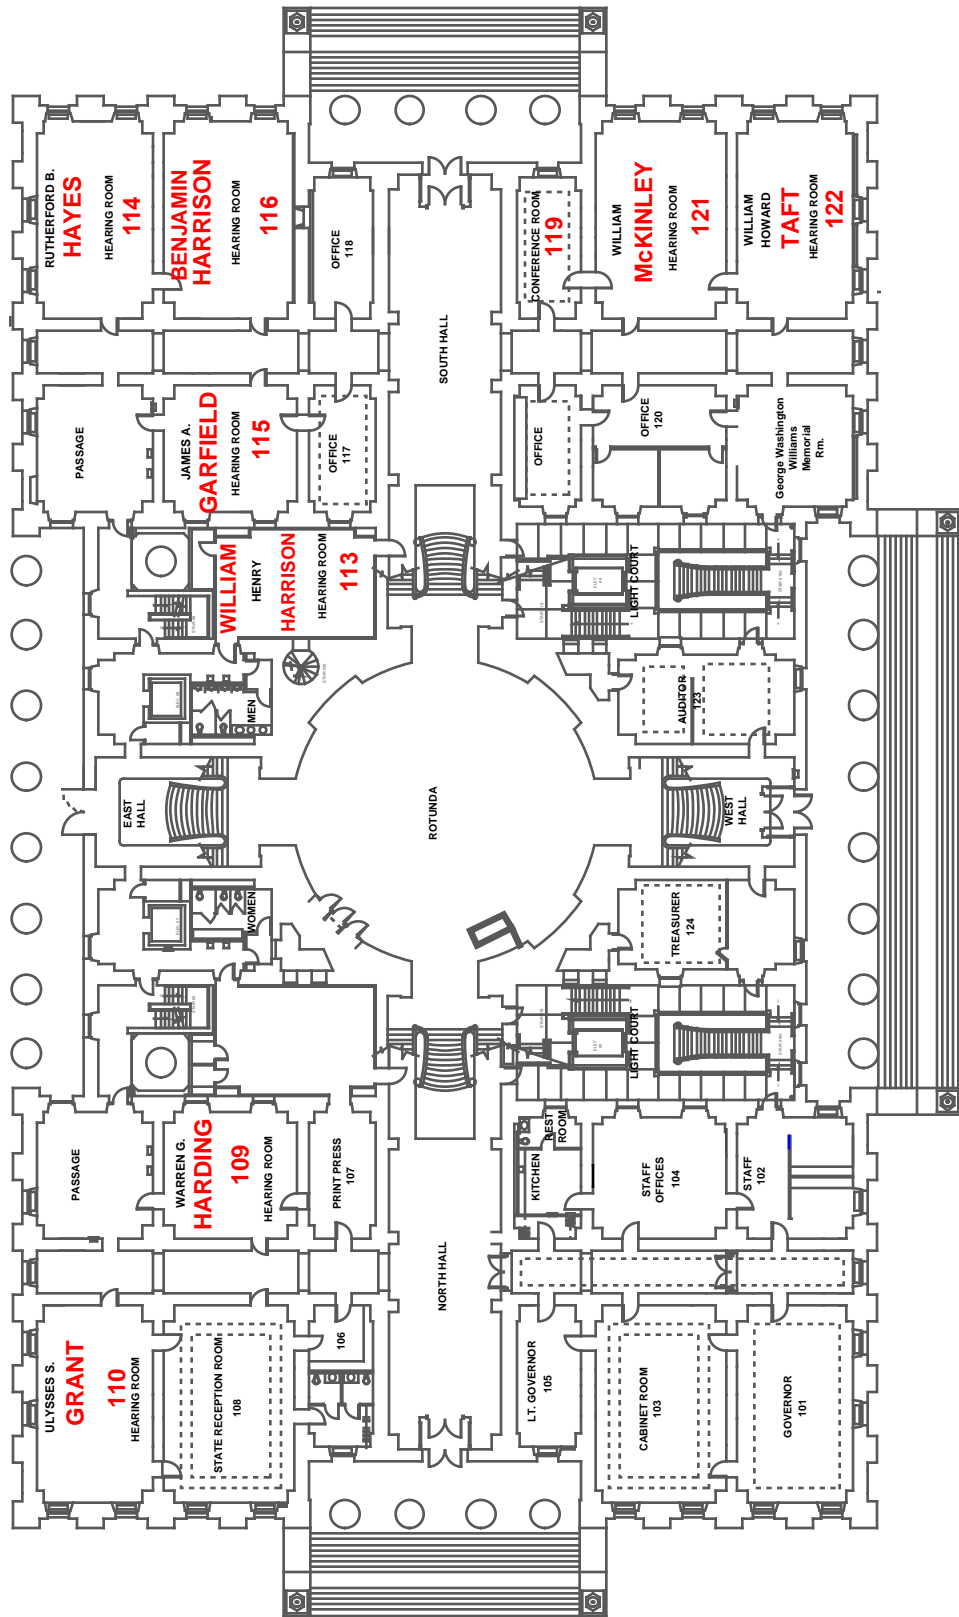 RUTHERFORD B.
HAYES
HEARING ROOM
114
BENJAMIN
HARRISON
HEARING ROOM
116
OFFICE
118
SOUTH HALL
CONFERENCE ROOM
119
WILLIAM
McKINLEY
HEARING ROOM
121
WILLIAM
HOWARD
TAFT
HEARING ROOM
122
PASSAGE
JAMES A.
GARFIELD
HEARING ROOM
115
OFFICE
117
OFFICE
OFFICE
120
George Washington
Williams
Memorial
Rm.
WILLIAM
HENRY
HARRISON
HEARING ROOM
113
LIGHT COURT
MEN
AUDITOR
123
EAST
HALL
ROTUNDA
WEST
HALL
WOMEN
TREASURER
124
LIGHT COURT
PASSAGE
WARREN G.
HARDING
109
HEARING ROOM
PRINT PRESS
107
KITCHEN
REST
ROOM
STAFF
OFFICES
104
STAFF
102
NORTH HALL
ULYSSES S.
GRANT
110
HEARING ROOM
STATE RECEPTION ROOM
108
106
LT. GOVERNOR
105
CABINET ROOM
103
GOVERNOR
101